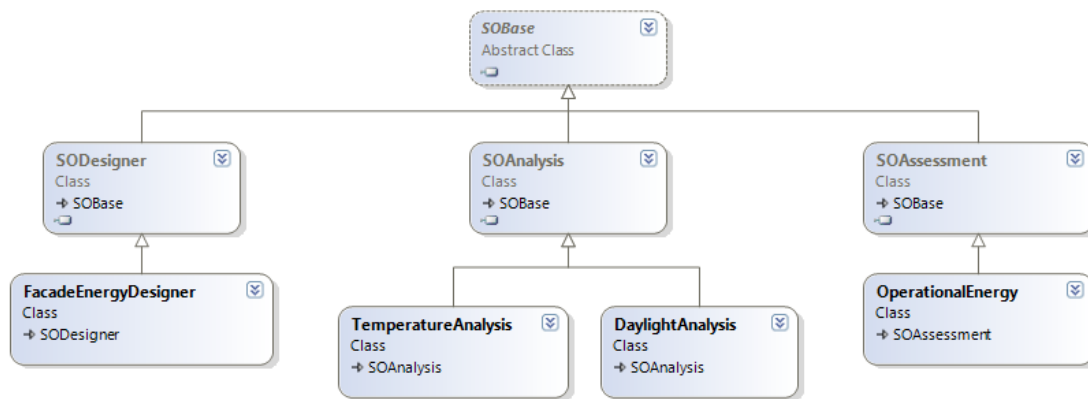 SOBase
Abstract Class
SODesigner
Class
SOBase
SOAnalysis
Class
SOBase
SOAssessment
Class
SOBase
FacadeEnergyDesigner
Class
SODesigner
TemperatureAnalysis
Class
SOAnalysis
DaylightAnalysis
Class
SOAnalysis
OperationalEnergy
Class
SOAssessment